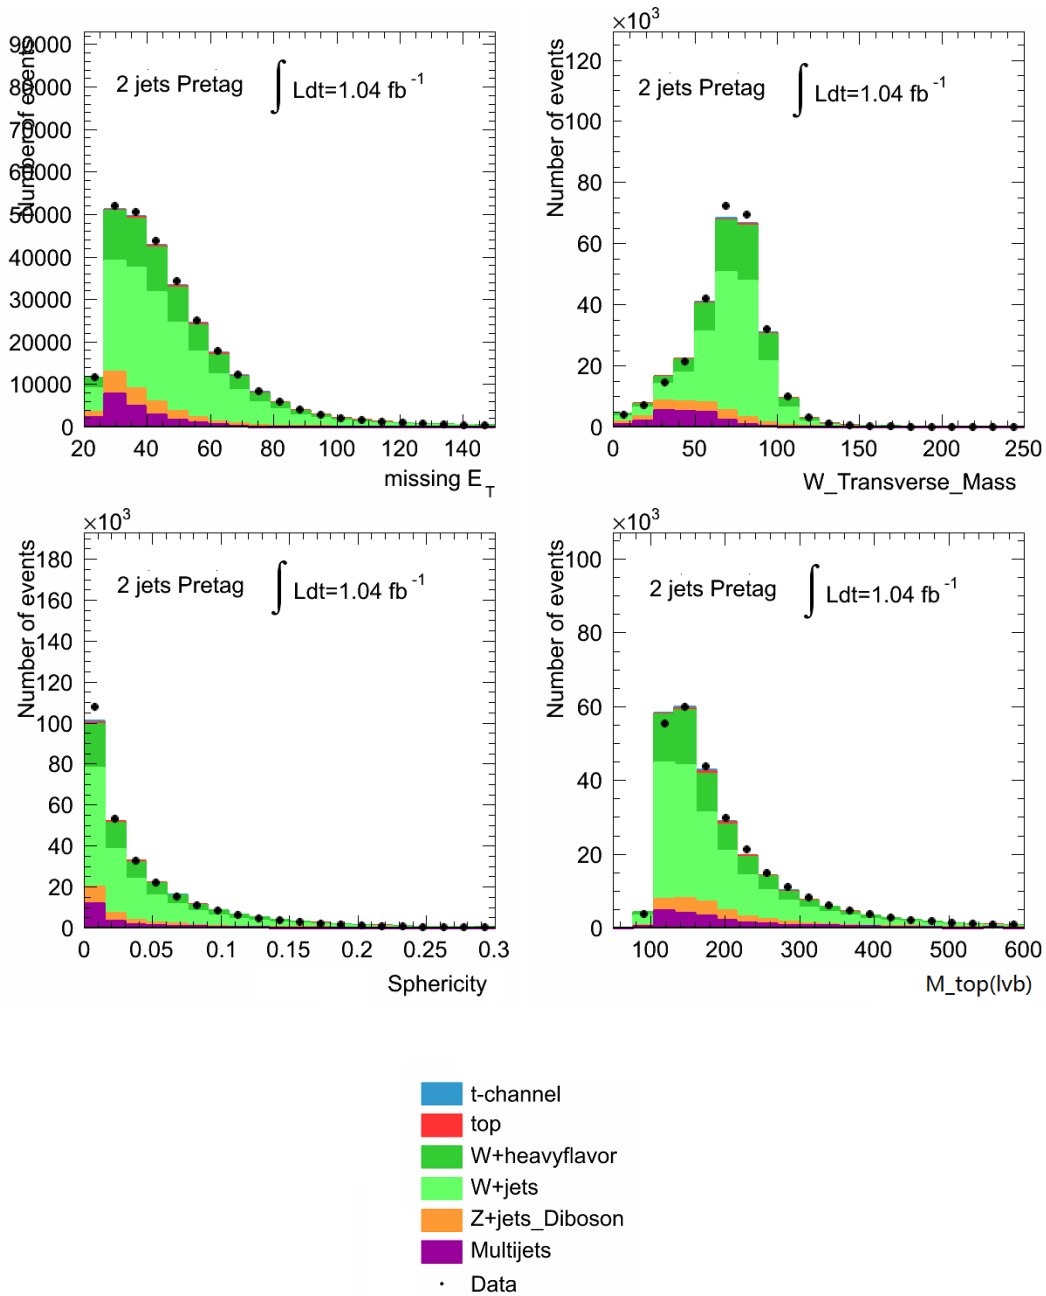 Number of events
90000
80000
70000
60000
50000
40000
30000
20000
10000
0
2 jets Pretag ∫ Ldt=1.04 fb⁻¹
20 40 60 80 100 120 140
missing E_T
×10³
Number of events
120
100
80
60
40
20
0
2 jets Pretag ∫ Ldt=1.04 fb⁻¹
0 50 100 150 200 250
W_Transverse_Mass
×10³
Number of events
180
160
140
120
100
80
60
40
20
0
2 jets Pretag ∫ Ldt=1.04 fb⁻¹
0 0.05 0.1 0.15 0.2 0.25 0.3
Sphericity
×10³
Number of events
100
80
60
40
20
0
2 jets Pretag ∫ Ldt=1.04 fb⁻¹
100 200 300 400 500 600
M_top(lvb)
t-channel
top
W+heavyflavor
W+jets
Z+jets_Diboson
Multijets
Data